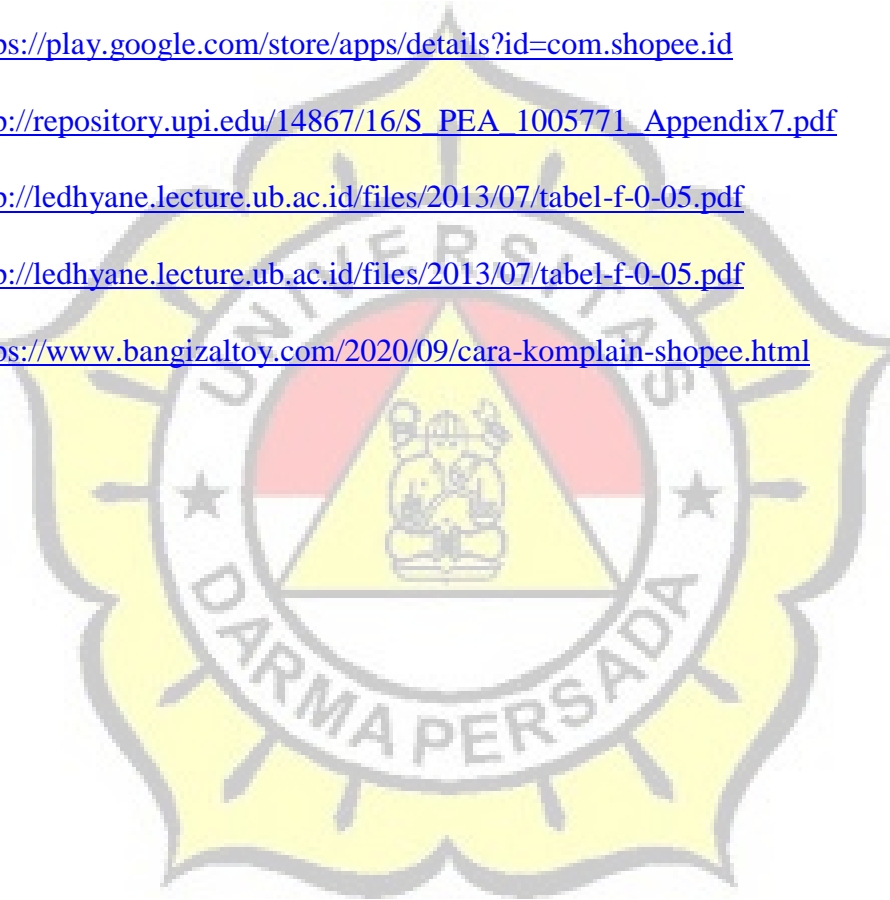 ps://play.google.com/store/apps/details?id=com.shopee.id
p://repository.upi.edu/14867/16/S_PEA_1005771_Appendix7.pdf
p://ledhyane.lecture.ub.ac.id/files/2013/07/tabel-f-0-05.pdf
p://ledhyane.lecture.ub.ac.id/files/2013/07/tabel-f-0-05.pdf
ps://www.bangizaltoy.com/2020/09/cara-komplain-shopee.html
UNIVERSITAS
DARMA PERSADA